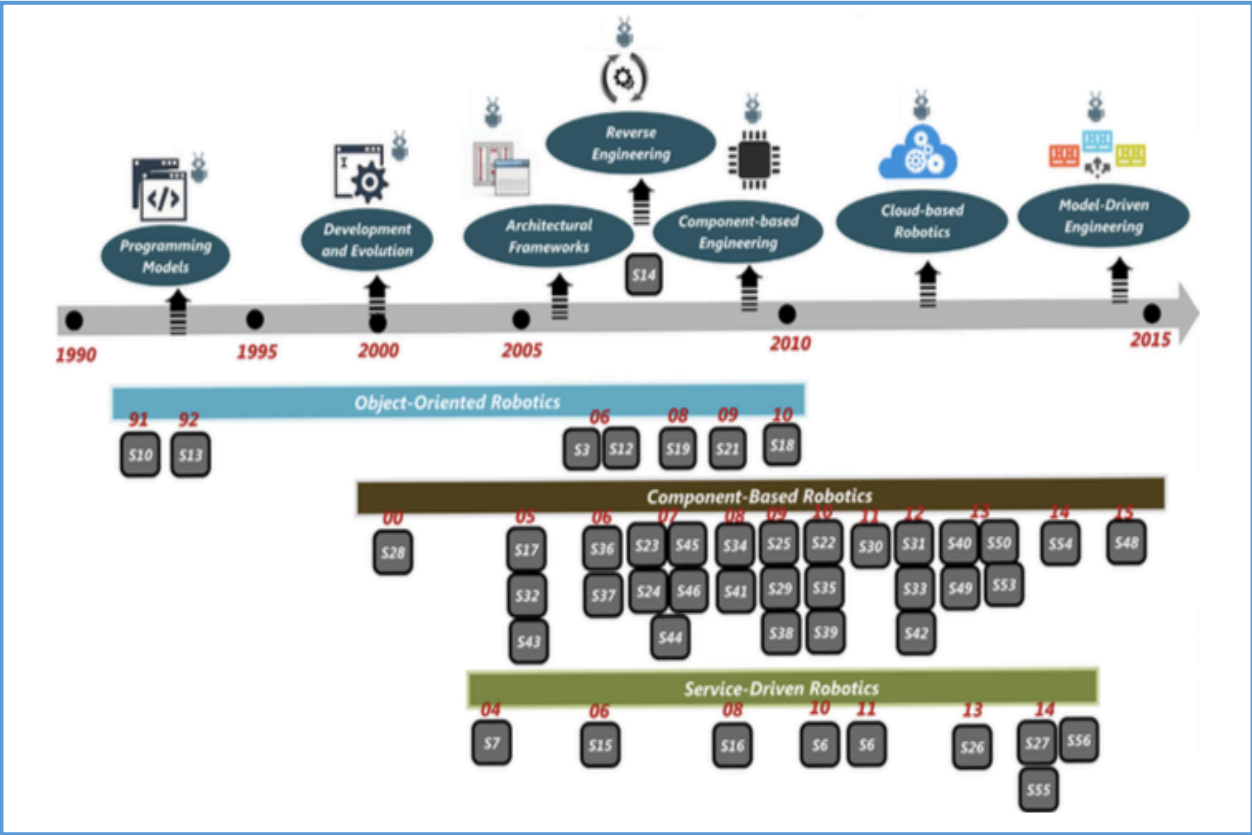 Reverse
Engineering
Programming
Models
Development
and Evolution
Architectural
Frameworks
Component-based
Engineering
Cloud-based
Robotics
Model-Driven
Engineering
S14
1990
1995
2000
2005
2010
2015
Object-Oriented Robotics
91 92 06 08 09 10
S10 S13 S3 S12 S19 S21 S18
Component-Based Robotics
00 05 06 07 08 09 10 11 12 13 14 15
S28 S17 S36 S23 S45 S34 S25 S22 S30 S31 S40 S50 S54 S48
S32 S37 S24 S46 S41 S29 S35 S33 S49 S53
S43 S44 S38 S39 S42
Service-Driven Robotics
04 06 08 10 11 13 14
S7 S15 S16 S6 S6 S26 S27 S56
S55